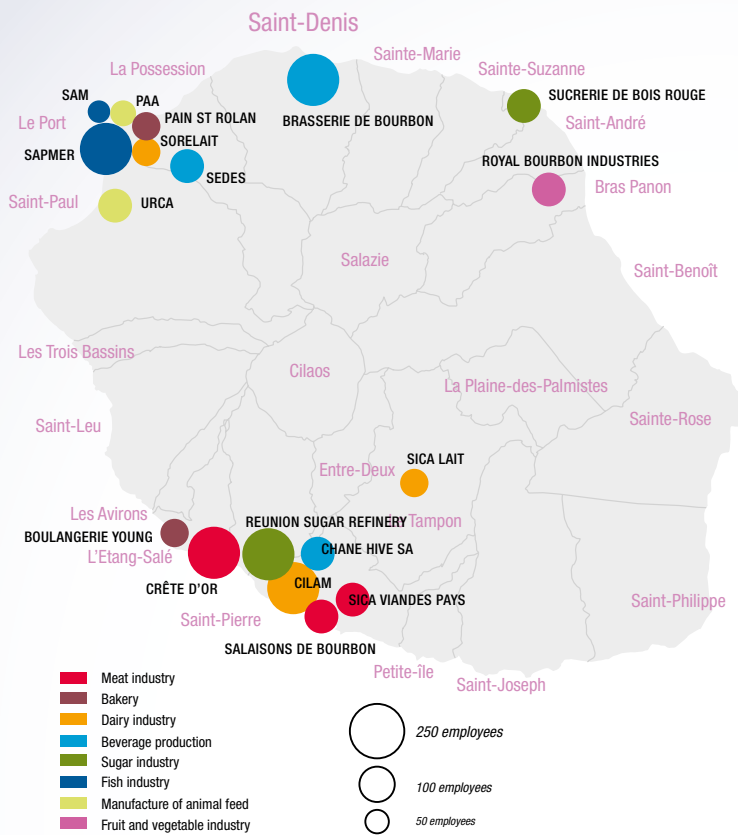 Saint-Denis
Sainte-Marie
La Possession
Sainte-Suzanne
SAM
PAA
SUCRERIE DE BOIS ROUGE
Le Port
PAIN ST ROLAN
BRASSERIE DE BOURBON
Saint-André
SORELAIT
SAPMER
ROYAL BOURBON INDUSTRIES
SEDES
Bras Panon
Saint-Paul
URCA
Salazie
Saint-Benoît
Les Trois Bassins
Cilaos
La Plaine-des-Palmistes
Saint-Leu
Sainte-Rose
SICA LAIT
Entre-Deux
Les Avirons
REUNION SUGAR REFINERY
Tampon
BOULANGERIE YOUNG
CHANE HIVE SA
L'Etang-Salé
CRÊTE D'OR
CILAM
SICA VIANDES PAYS
Saint-Philippe
Saint-Pierre
SALAISONS DE BOURBON
Petite-île
Saint-Joseph
Meat industry
Bakery
Dairy industry
Beverage production
Sugar industry
Fish industry
Manufacture of animal feed
Fruit and vegetable industry
250 employees
100 employees
50 employees